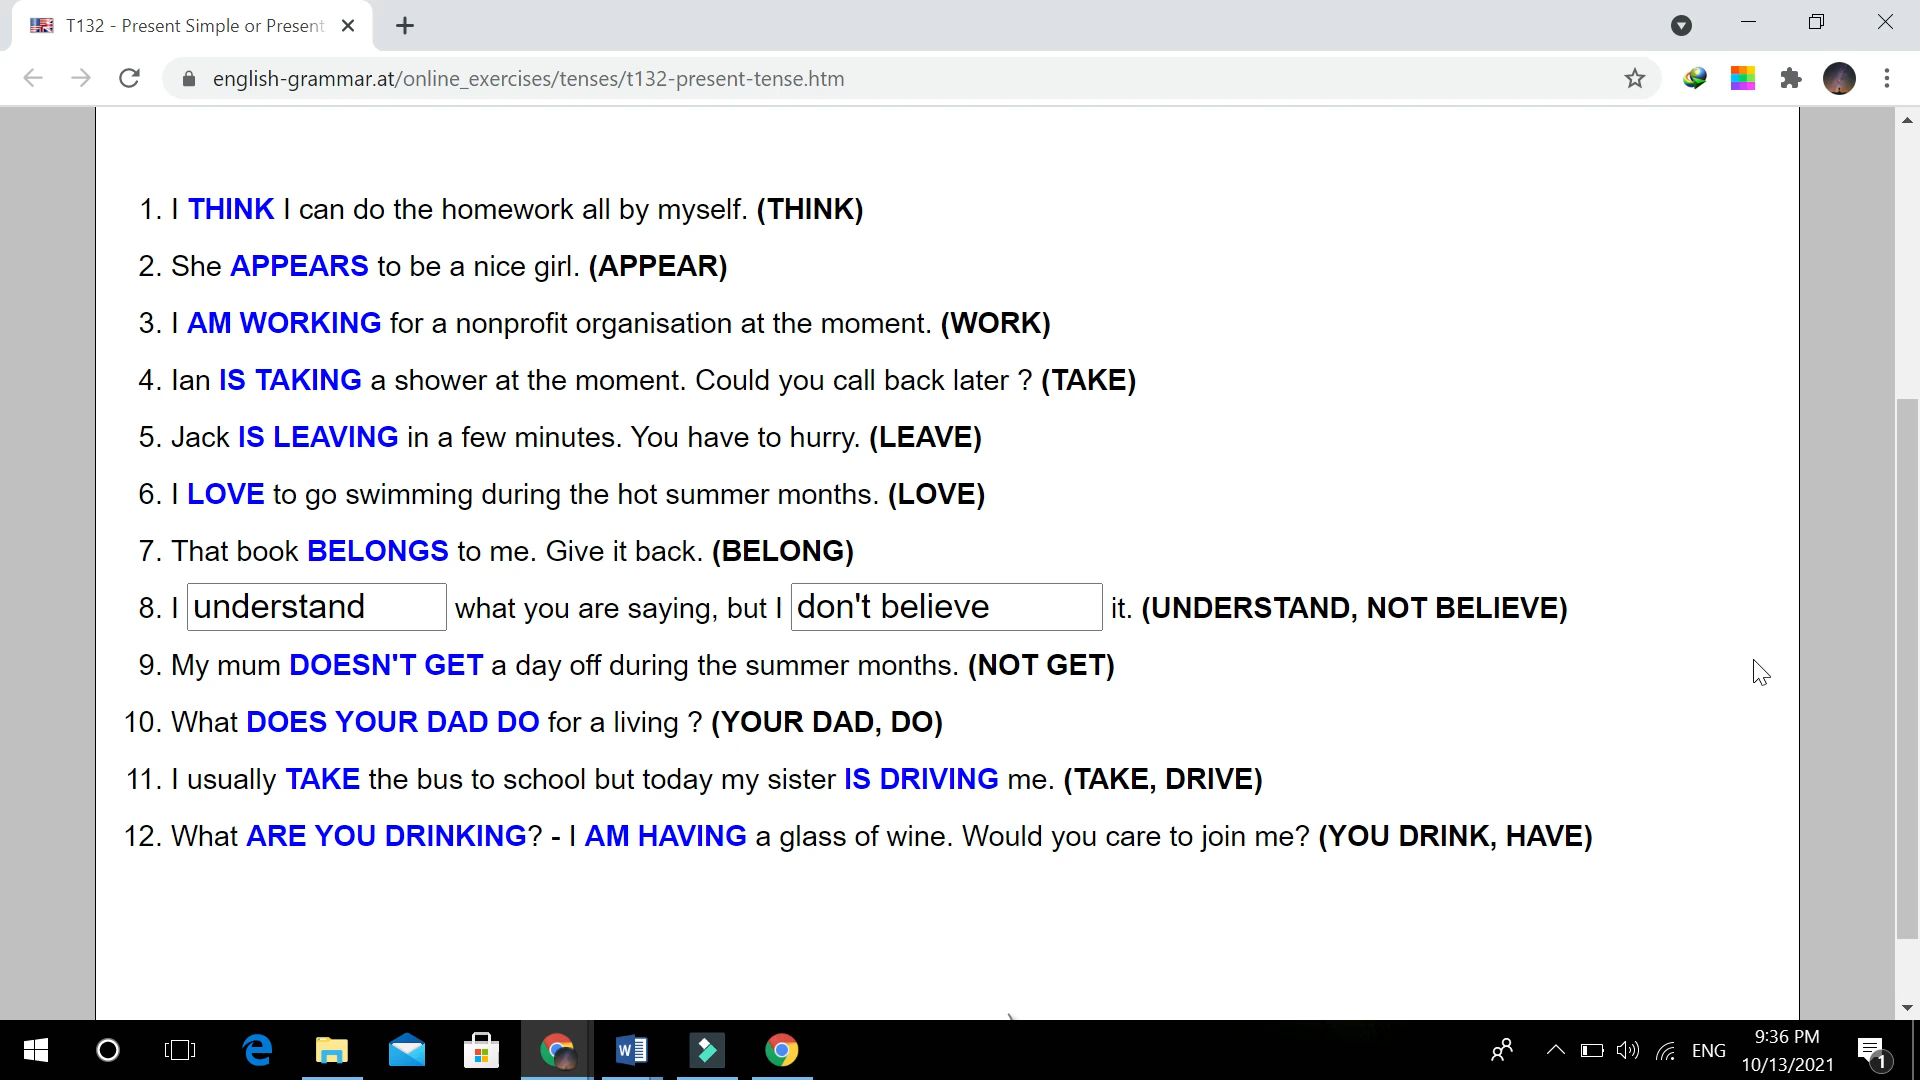 T132 - Present Simple or Present
english-grammar.at/online_exercises/tenses/t132-present-tense.htm
1. I THINK I can do the homework all by myself. (THINK)
2. She APPEARS to be a nice girl. (APPEAR)
3. I AM WORKING for a nonprofit organisation at the moment. (WORK)
4. Ian IS TAKING a shower at the moment. Could you call back later ? (TAKE)
5. Jack IS LEAVING in a few minutes. You have to hurry. (LEAVE)
6. I LOVE to go swimming during the hot summer months. (LOVE)
7. That book BELONGS to me. Give it back. (BELONG)
8. I understand what you are saying, but I don't believe it. (UNDERSTAND, NOT BELIEVE)
9. My mum DOESN'T GET a day off during the summer months. (NOT GET)
10. What DOES YOUR DAD DO for a living ? (YOUR DAD, DO)
11. I usually TAKE the bus to school but today my sister IS DRIVING me. (TAKE, DRIVE)
12. What ARE YOU DRINKING? - I AM HAVING a glass of wine. Would you care to join me? (YOU DRINK, HAVE)
W
ENG
9:36 PM
10/13/2021
1